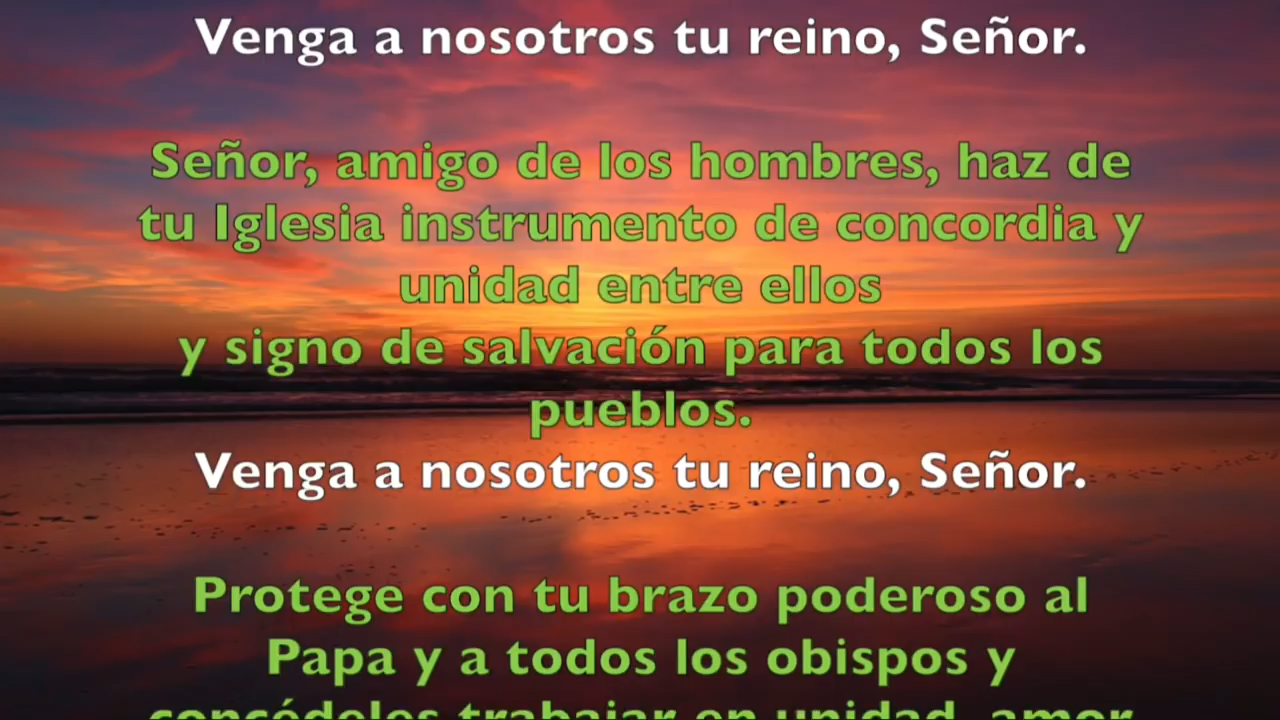 Venga a nosotros tu reino, Señor.
Señor, amigo de los hombres, haz de
tu Iglesia instrumento de concordia y
unidad entre ellos
y signo de salvación para todos los
pueblos.
Venga a nosotros tu reino, Señor.
Protege con tu brazo poderoso al
Papa y a todos los obispos y
concédeles trabajar en unidad, amor